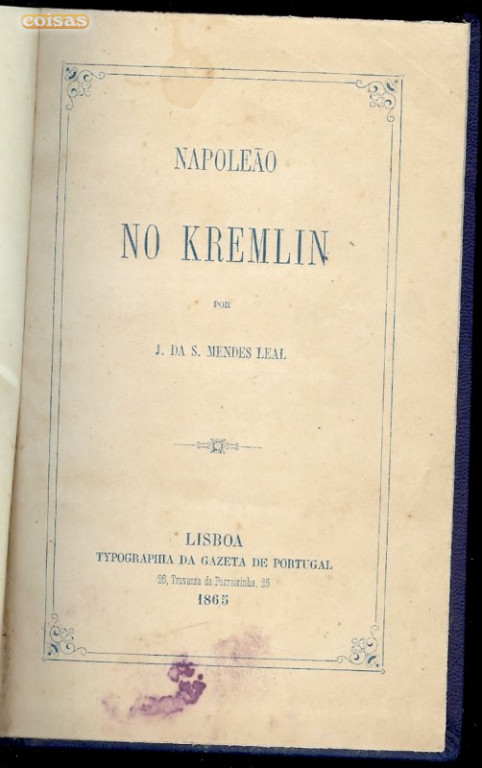 coisas
NAPOLEÃO
NO KREMLIN
POR
J. DA S. MENDES LEAL
LISBOA
TYPOGRAPHIA DA GAZETA DE PORTUGAL
26, Travessa da Parreirinha, 26
1865